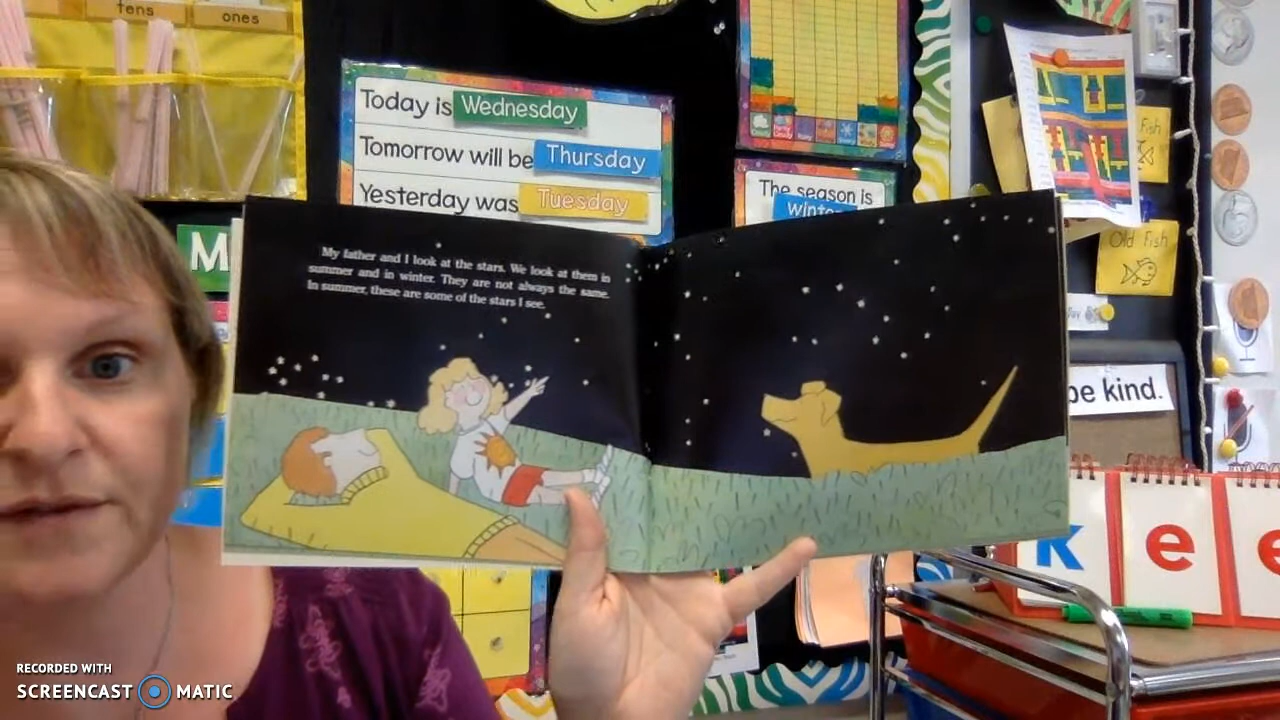 tens
ones
Today is Wednesday
Tomorrow will be Thursday
Yesterday was Tuesday
The season is
winter
Fish
Old Fish
M
My father and I look at the stars. We look at them in
summer and in winter. They are not always the same.
In summer, these are some of the stars I see.
be kind.
k e e
RECORDED WITH
SCREENCAST MATIC